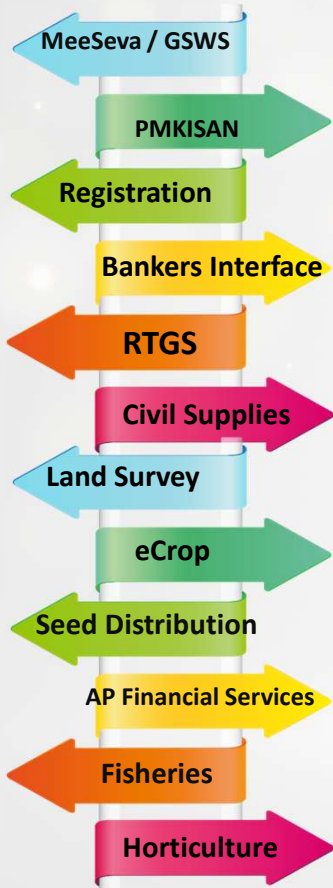 MeeSeva / GSWS
PMKISAN
Registration
Bankers Interface
RTGS
Civil Supplies
Land Survey
eCrop
Seed Distribution
AP Financial Services
Fisheries
Horticulture